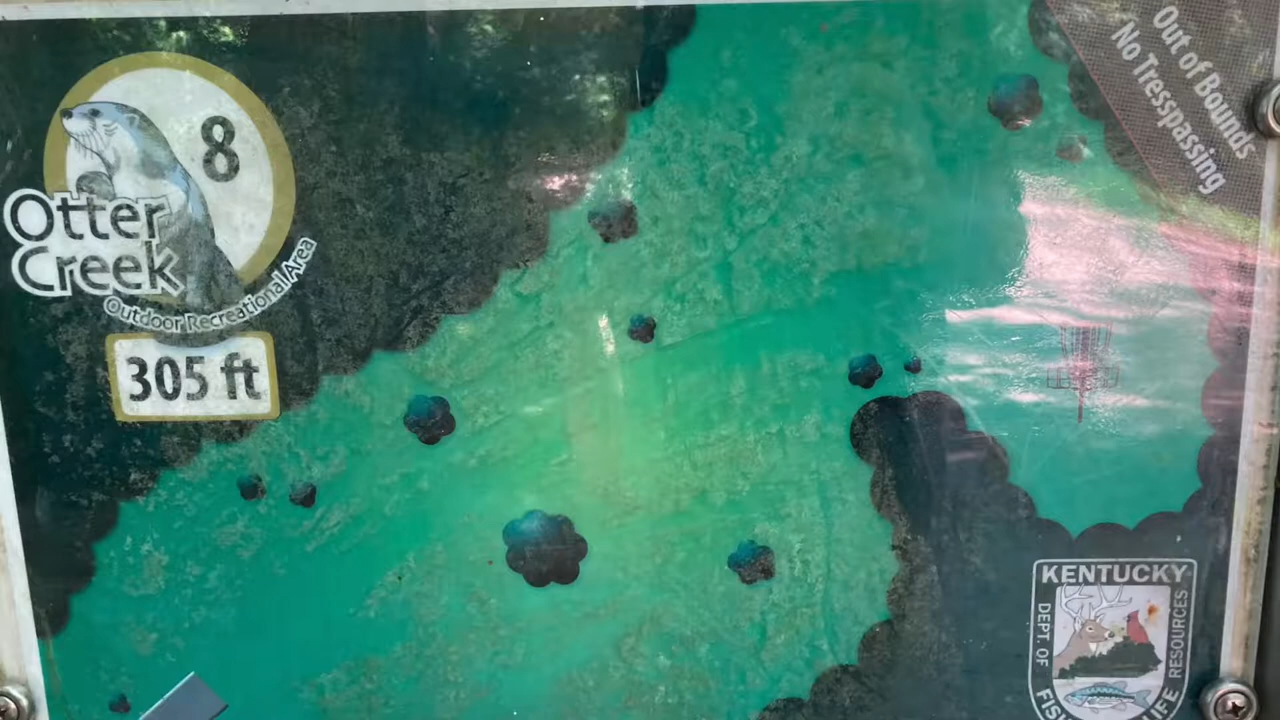 8
Otter
Creek
Outdoor Recreational Area
305 ft
Out of Bounds
No Tresspassing
KENTUCKY
DEPT. OF
RESOURCES